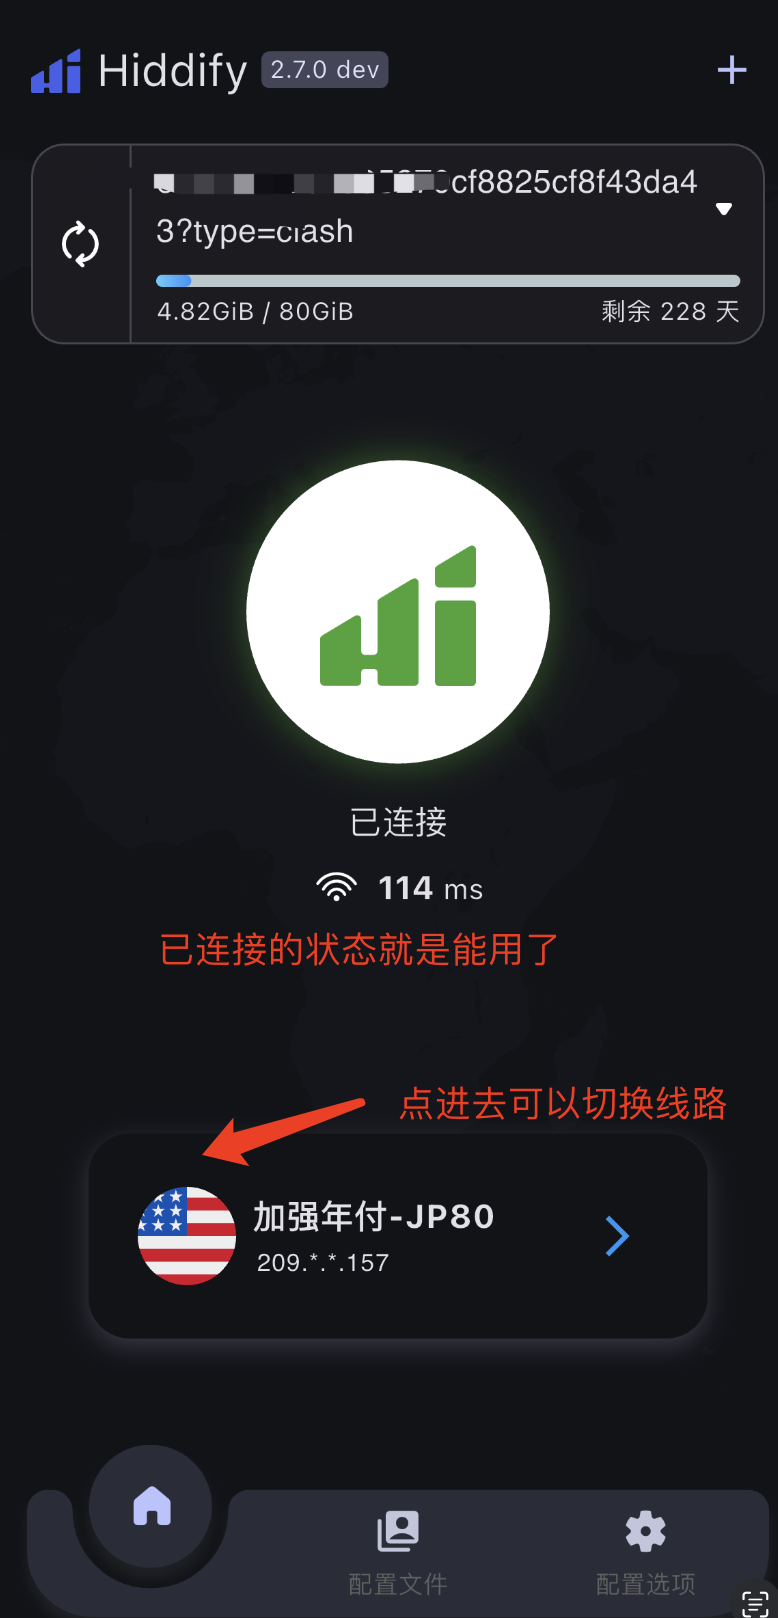 Hiddify 2.7.0 dev
cf8825cf8f43da4
3?type=clash
4.82GiB / 80GiB 剩余 228 天
已连接
114 ms
已连接的状态就是能用了
点进去可以切换线路
加强年付-JP80
209.*.*.157
配置文件 配置选项